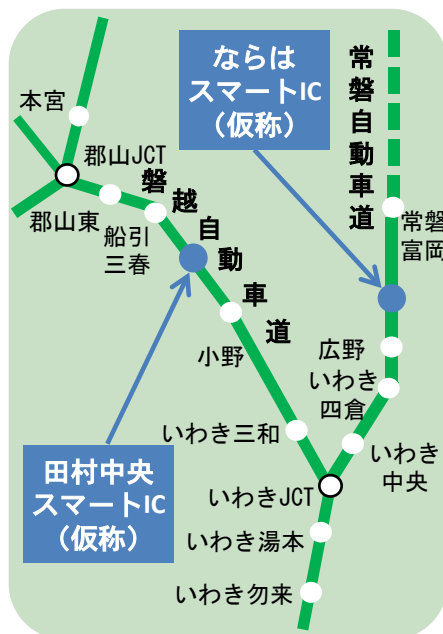 ならは
スマートIC
(仮称)
常磐自動車道
本宮
郡山JCT
磐越自動車道
郡山東
船引
三春
常磐
富岡
小野
広野
いわき
四倉
いわき三和
いわき
中央
田村中央
スマートIC
(仮称)
いわきJCT
いわき湯本
いわき勿来